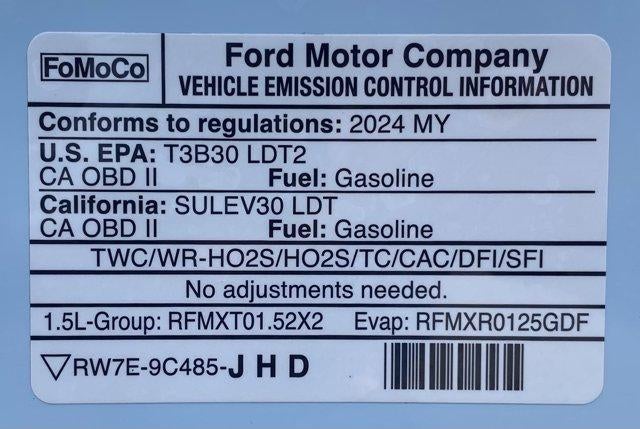 FoMoCo
Ford Motor Company
VEHICLE EMISSION CONTROL INFORMATION
Conforms to regulations: 2024 MY
U.S. EPA: T3B30 LDT2
CA OBD II Fuel: Gasoline
California: SULEV30 LDT
CA OBD II Fuel: Gasoline
TWC/WR-HO2S/HO2S/TC/CAC/DFI/SFI
No adjustments needed.
1.5L-Group: RFMXT01.52X2 Evap: RFMXR0125GDF
▽RW7E-9C485-J H D